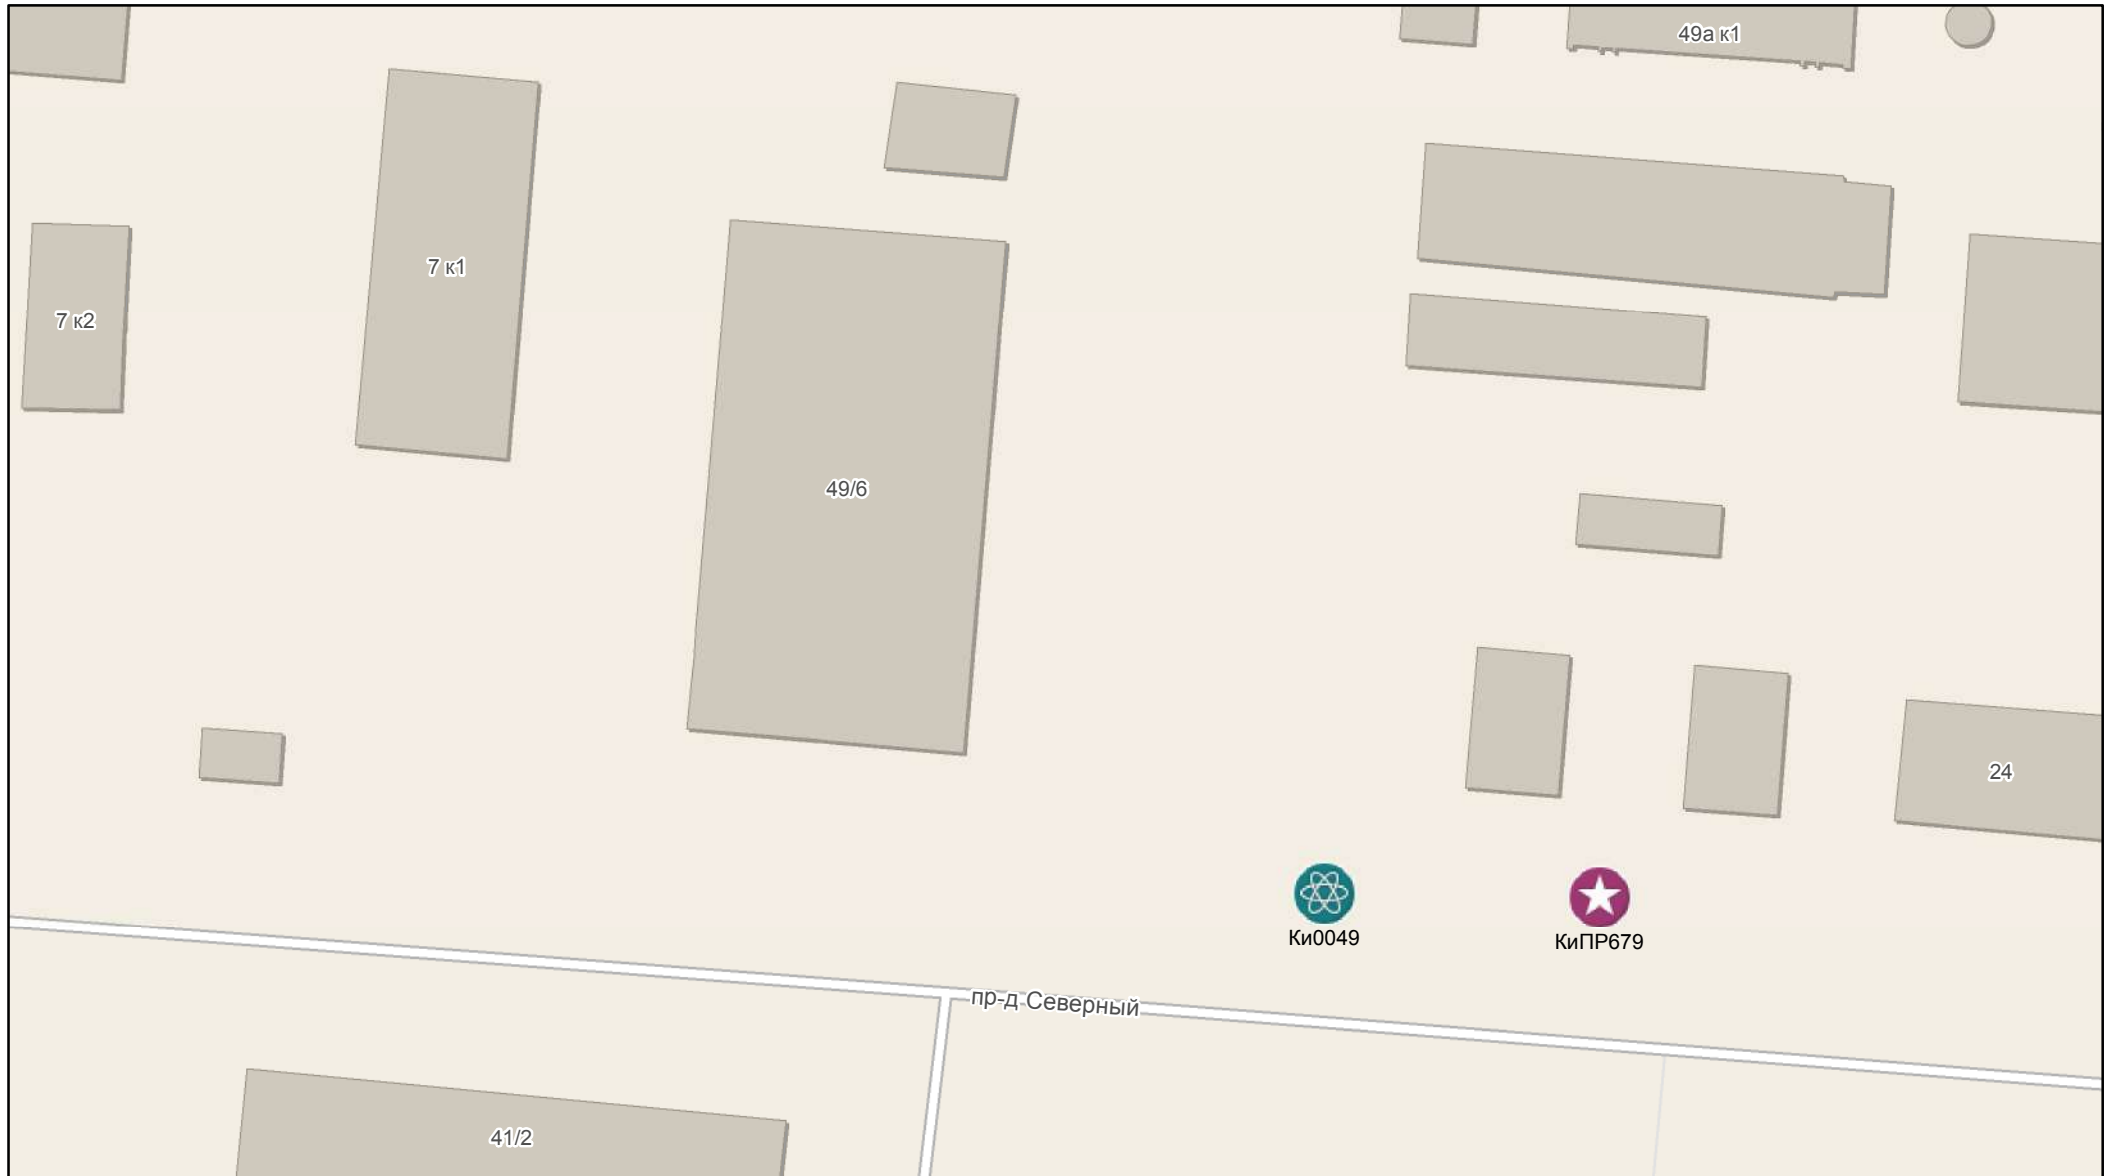 49а к1
7 к1
7 к2
49/6
24
Ки0049
КиПР679
пр-д Северный
41/2